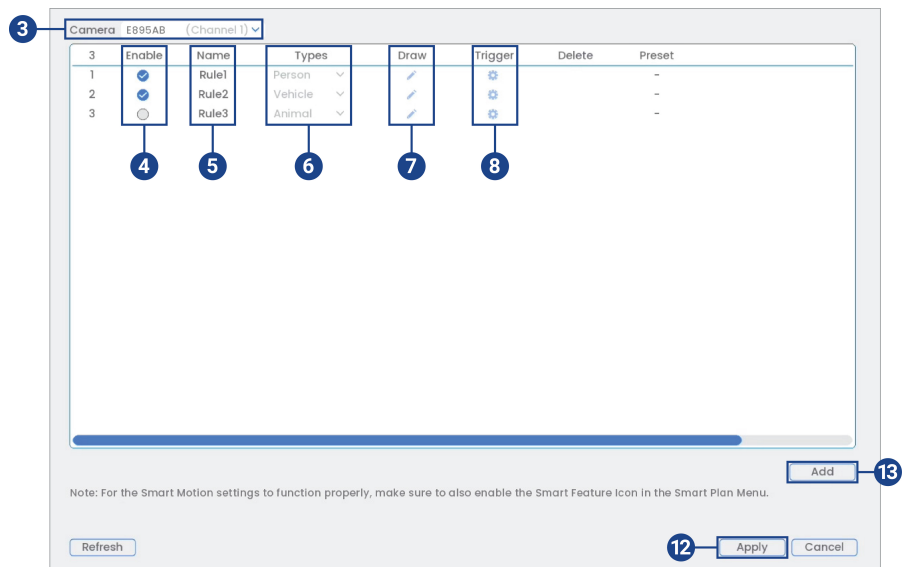 3 Camera E895AB (Channel 1)
3 Enable Name Types Draw Trigger Delete Preset
1 Rule1 Person -
2 Rule2 Vehicle -
3 Rule3 Animal -
4 5 6 7 8
Add 13
Note: For the Smart Motion settings to function properly, make sure to also enable the Smart Feature Icon in the Smart Plan Menu.
Refresh 12 Apply Cancel